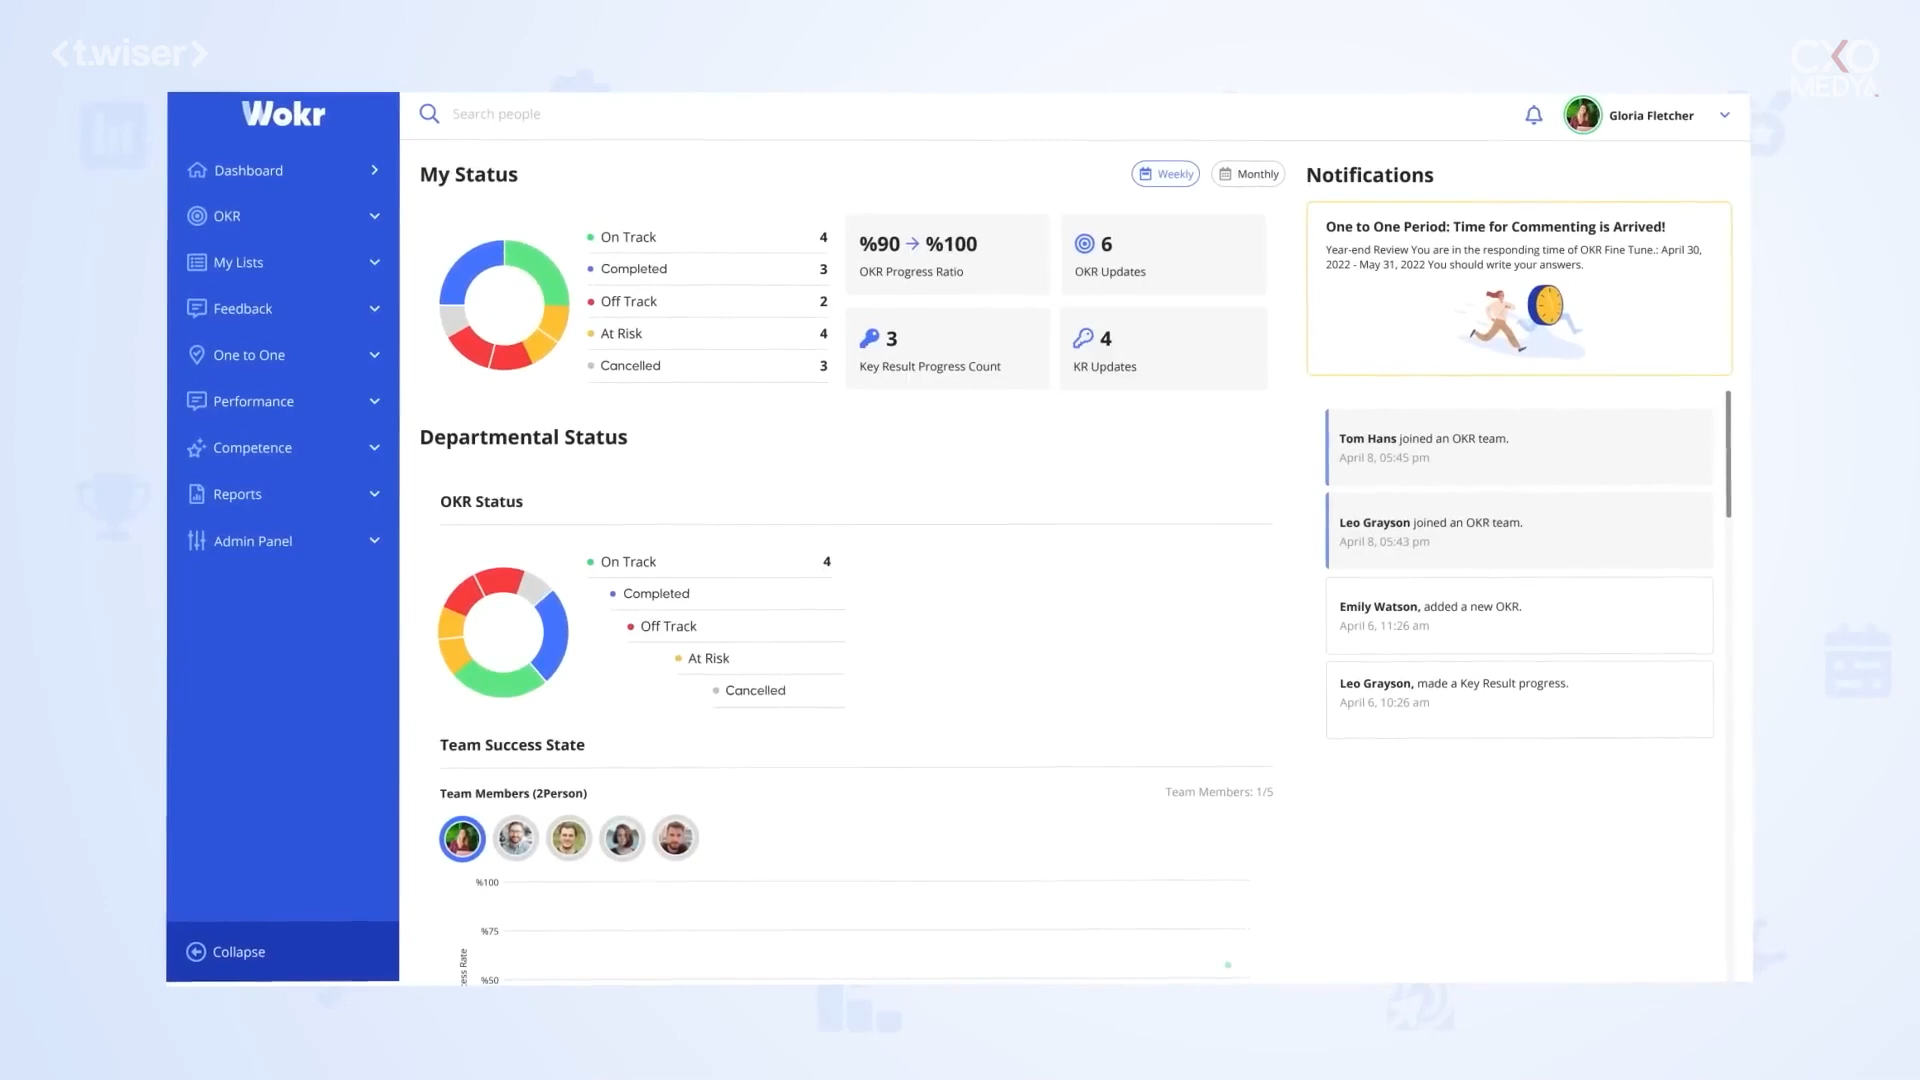 <t.wiser>
CXO
MEDYA
Wokr
Search people
Gloria Fletcher
Dashboard
OKR
My Lists
Feedback
One to One
Performance
Competence
Reports
Admin Panel
Collapse
My Status
Weekly
Monthly
On Track 4
Completed 3
Off Track 2
At Risk 4
Cancelled 3
%90 → %100
OKR Progress Ratio
6
OKR Updates
3
Key Result Progress Count
4
KR Updates
Departmental Status
OKR Status
On Track 4
Completed
Off Track
At Risk
Cancelled
Team Success State
Team Members (2Person)
Team Members: 1/5
%100
%75
%50
ess Rate
Notifications
One to One Period: Time for Commenting is Arrived!
Year-end Review You are in the responding time of OKR Fine Tune.: April 30,
2022 - May 31, 2022 You should write your answers.
Tom Hans joined an OKR team.
April 8, 05:45 pm
Leo Grayson joined an OKR team.
April 8, 05:43 pm
Emily Watson, added a new OKR.
April 6, 11:26 am
Leo Grayson, made a Key Result progress.
April 6, 10:26 am